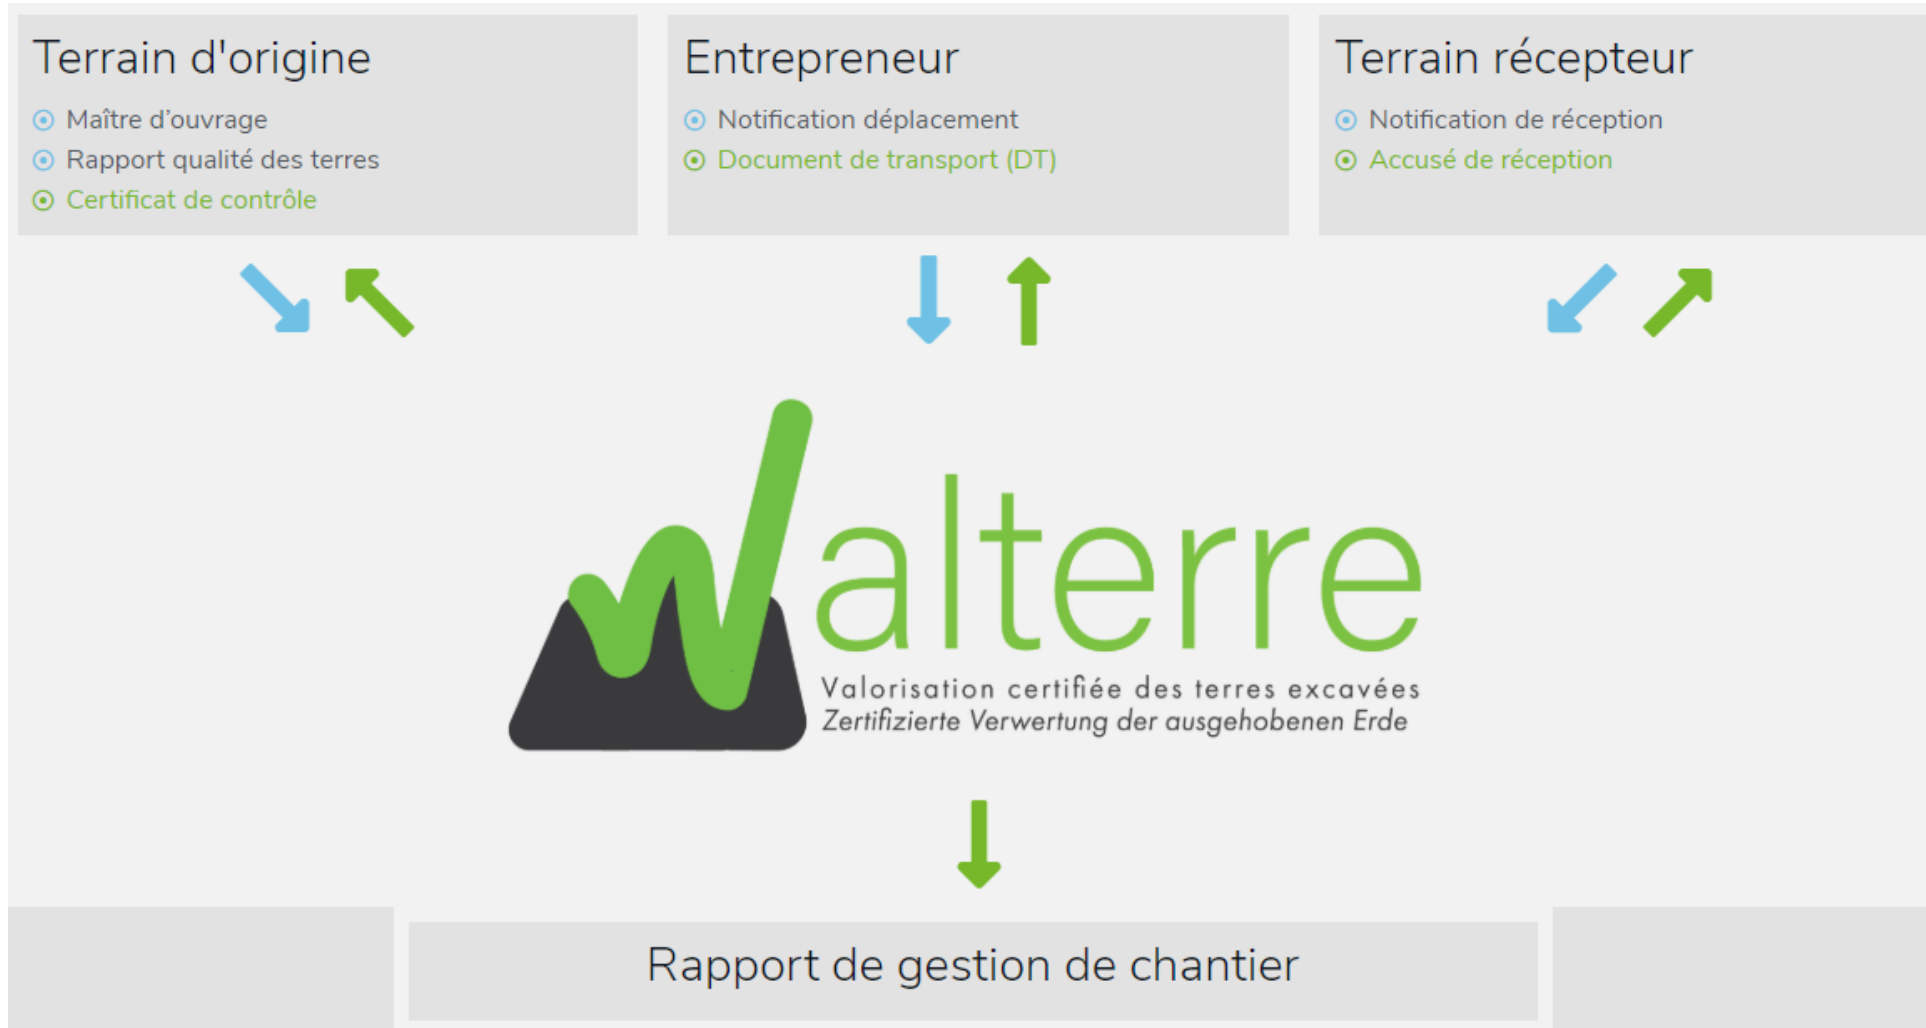 Terrain d'origine
Maître d’ouvrage
Rapport qualité des terres
Certificat de contrôle
Entrepreneur
Notification déplacement
Document de transport (DT)
Terrain récepteur
Notification de réception
Accusé de réception
Walterre
Valorisation certifiée des terres excavées
Zertifizierte Verwertung der ausgehobenen Erde
Rapport de gestion de chantier